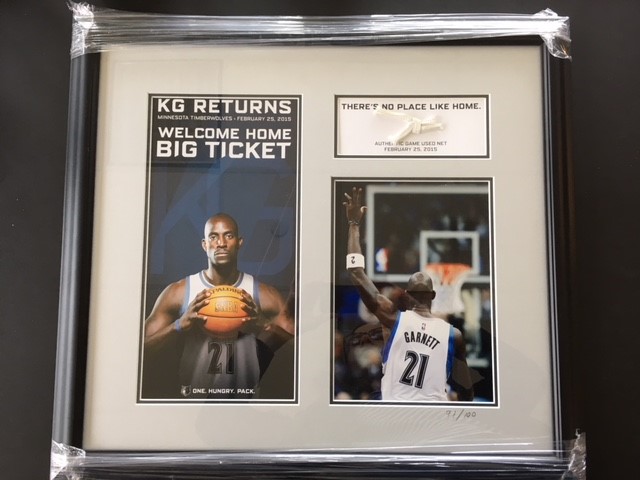 KG RETURNS
MINNESOTA TIMBERWOLVES • FEBRUARY 25, 2015
WELCOME HOME
BIG TICKET
SPALDING
21
ONE. HUNGRY. PACK.
THERE'S NO PLACE LIKE HOME.
AUTHENTIC GAME USED NET
FEBRUARY 25, 2015
GARNETT
21
/100